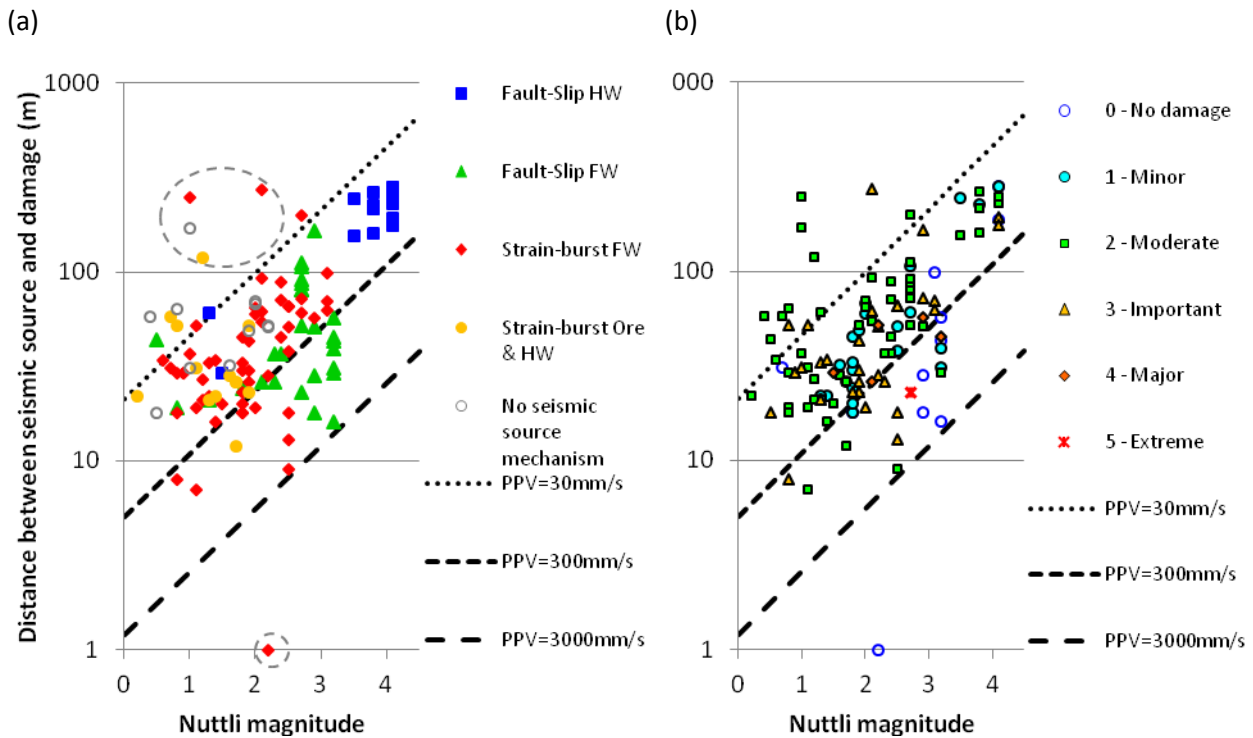 (a)
(b)
Distance between seismic source and damage (m)
1000
100
10
1
0
1
2
3
4
Nuttli magnitude
Fault-Slip HW
Fault-Slip FW
Strain-burst FW
Strain-burst Ore
& HW
No seismic
source
mechanism
PPV=30mm/s
PPV=300mm/s
PPV=3000mm/s
000
100
10
1
0
1
2
3
4
Nuttli magnitude
0 - No damage
1 - Minor
2 - Moderate
3 - Important
4 - Major
5 - Extreme
PPV=30mm/s
PPV=300mm/s
PPV=3000mm/s